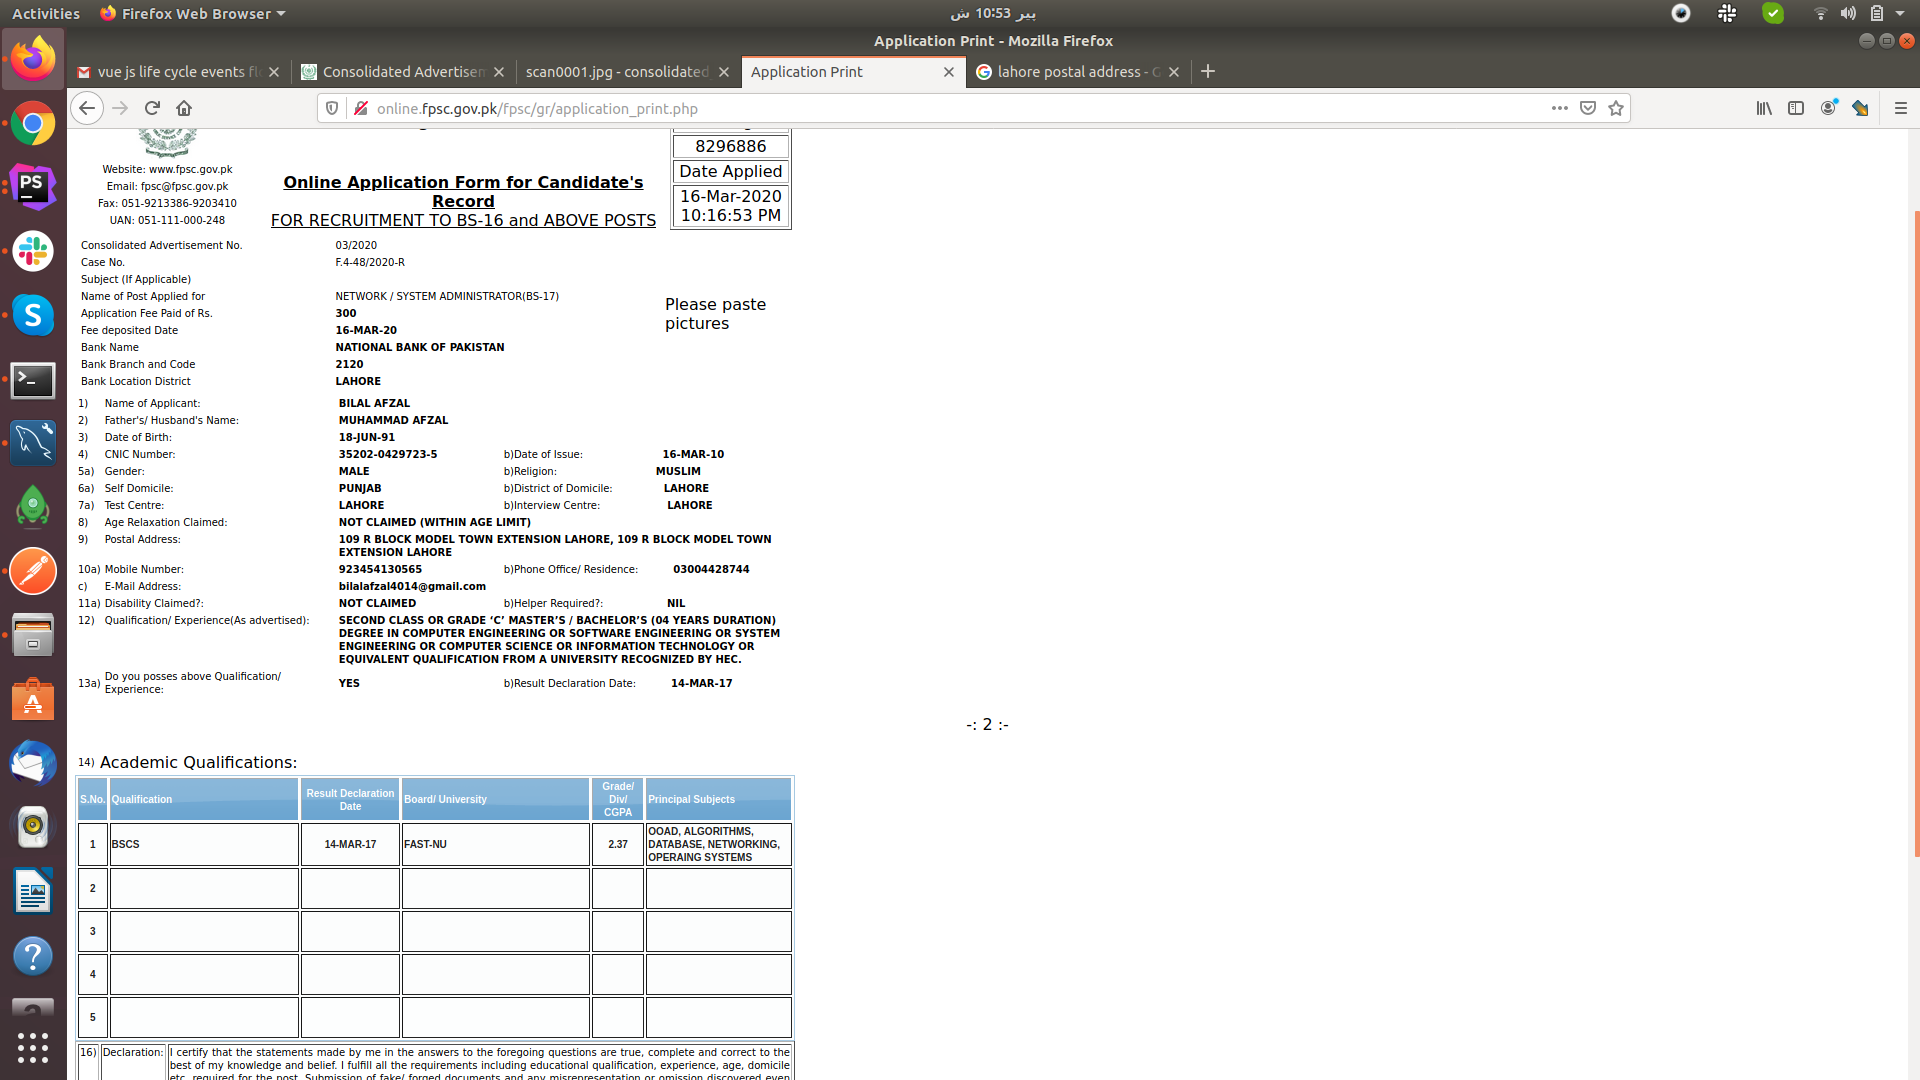 Activities
Firefox Web Browser
پیر 10:53 ش
Application Print - Mozilla Firefox
vue js life cycle events fl
Consolidated Advertisem
scan0001.jpg - consolidated
Application Print
lahore postal address - G
online.fpsc.gov.pk/fpsc/gr/application_print.php
8296886
Date Applied
16-Mar-2020
10:16:53 PM
Website: www.fpsc.gov.pk
Email: fpsc@fpsc.gov.pk
Fax: 051-9213386-9203410
UAN: 051-111-000-248
Online Application Form for Candidate's
Record
FOR RECRUITMENT TO BS-16 and ABOVE POSTS
Consolidated Advertisement No. 03/2020
Case No. F.4-48/2020-R
Subject (If Applicable)
Name of Post Applied for NETWORK / SYSTEM ADMINISTRATOR(BS-17)
Application Fee Paid of Rs. 300
Fee deposited Date 16-MAR-20
Bank Name NATIONAL BANK OF PAKISTAN
Bank Branch and Code 2120
Bank Location District LAHORE
Please paste
pictures
1) Name of Applicant: BILAL AFZAL
2) Father's/ Husband's Name: MUHAMMAD AFZAL
3) Date of Birth: 18-JUN-91
4) CNIC Number: 35202-0429723-5 b)Date of Issue: 16-MAR-10
5a) Gender: MALE b)Religion: MUSLIM
6a) Self Domicile: PUNJAB b)District of Domicile: LAHORE
7a) Test Centre: LAHORE b)Interview Centre: LAHORE
8) Age Relaxation Claimed: NOT CLAIMED (WITHIN AGE LIMIT)
9) Postal Address: 109 R BLOCK MODEL TOWN EXTENSION LAHORE, 109 R BLOCK MODEL TOWN
EXTENSION LAHORE
10a) Mobile Number: 923454130565 b)Phone Office/ Residence: 03004428744
c) E-Mail Address: bilalafzal4014@gmail.com
11a) Disability Claimed?: NOT CLAIMED b)Helper Required?: NIL
12) Qualification/ Experience(As advertised): SECOND CLASS OR GRADE ‘C’ MASTER’S / BACHELOR’S (04 YEARS DURATION)
DEGREE IN COMPUTER ENGINEERING OR SOFTWARE ENGINEERING OR SYSTEM
ENGINEERING OR COMPUTER SCIENCE OR INFORMATION TECHNOLOGY OR
EQUIVALENT QUALIFICATION FROM A UNIVERSITY RECOGNIZED BY HEC.
13a) Do you posses above Qualification/
Experience: YES b)Result Declaration Date: 14-MAR-17
-: 2 :-
14) Academic Qualifications:
S.No. Qualification Result Declaration Date Board/ University Grade/ Div/ CGPA Principal Subjects
1 BSCS 14-MAR-17 FAST-NU 2.37 OOAD, ALGORITHMS,
DATABASE, NETWORKING,
OPERAING SYSTEMS
2
3
4
5
16) Declaration: I certify that the statements made by me in the answers to the foregoing questions are true, complete and correct to the
best of my knowledge and belief. I fulfill all the requirements including educational qualification, experience, age, domicile
etc. required for the post. Submission of fake/ forged documents and any misrepresentation or omission discovered even